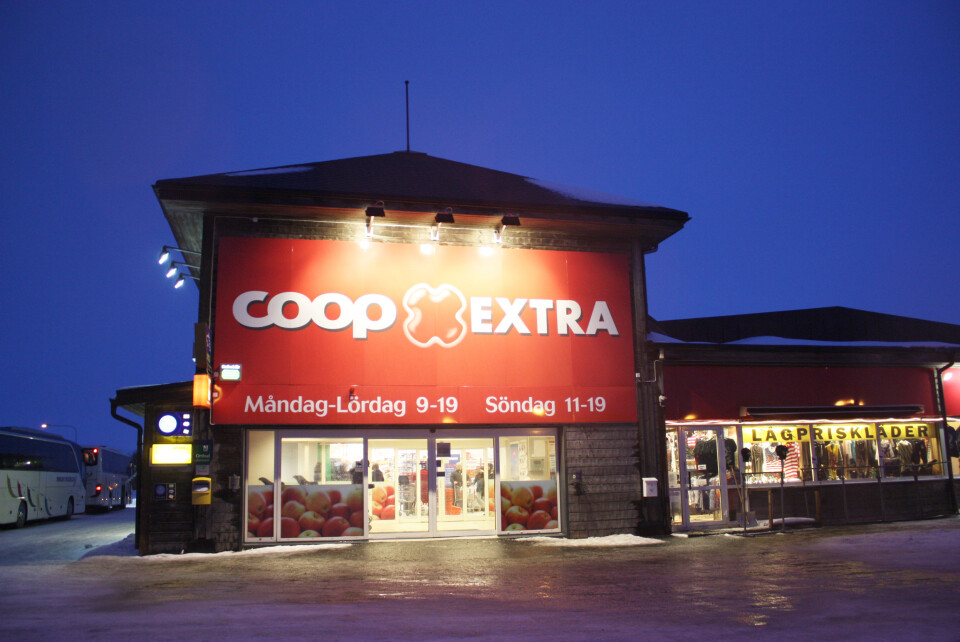 COOP EXTRA
Måndag-Lördag 9-19 Söndag 11-19
LÅGPRISKLÄDER